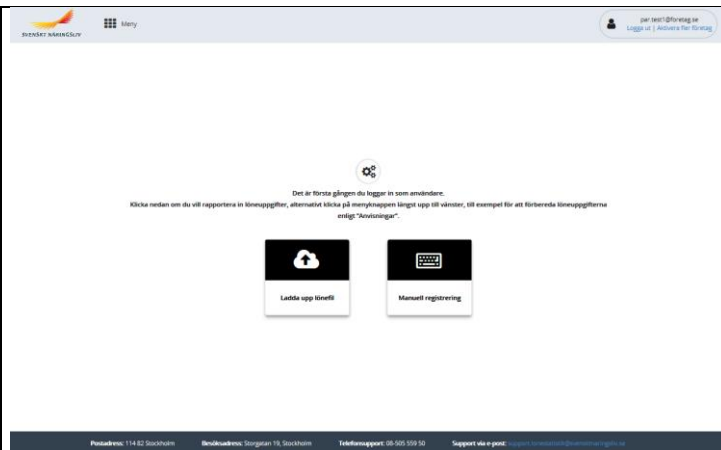 SVENSKT NÄRINGSLIV
Meny
par.test1@foretag.se
Logga ut | Aktivera fler företag
Det är första gången du loggar in som användare.
Klicka nedan om du vill rapportera in löneuppgifter, alternativt klicka på menyknappen längst upp till vänster, till exempel för att förbereda löneuppgifterna
enligt "Anvisningar".
Ladda upp lönefil
Manuell registrering
Postadress: 114 82 Stockholm Besöksadress: Storgatan 19, Stockholm Telefonsupport: 08-505 559 50 Support via e-post: